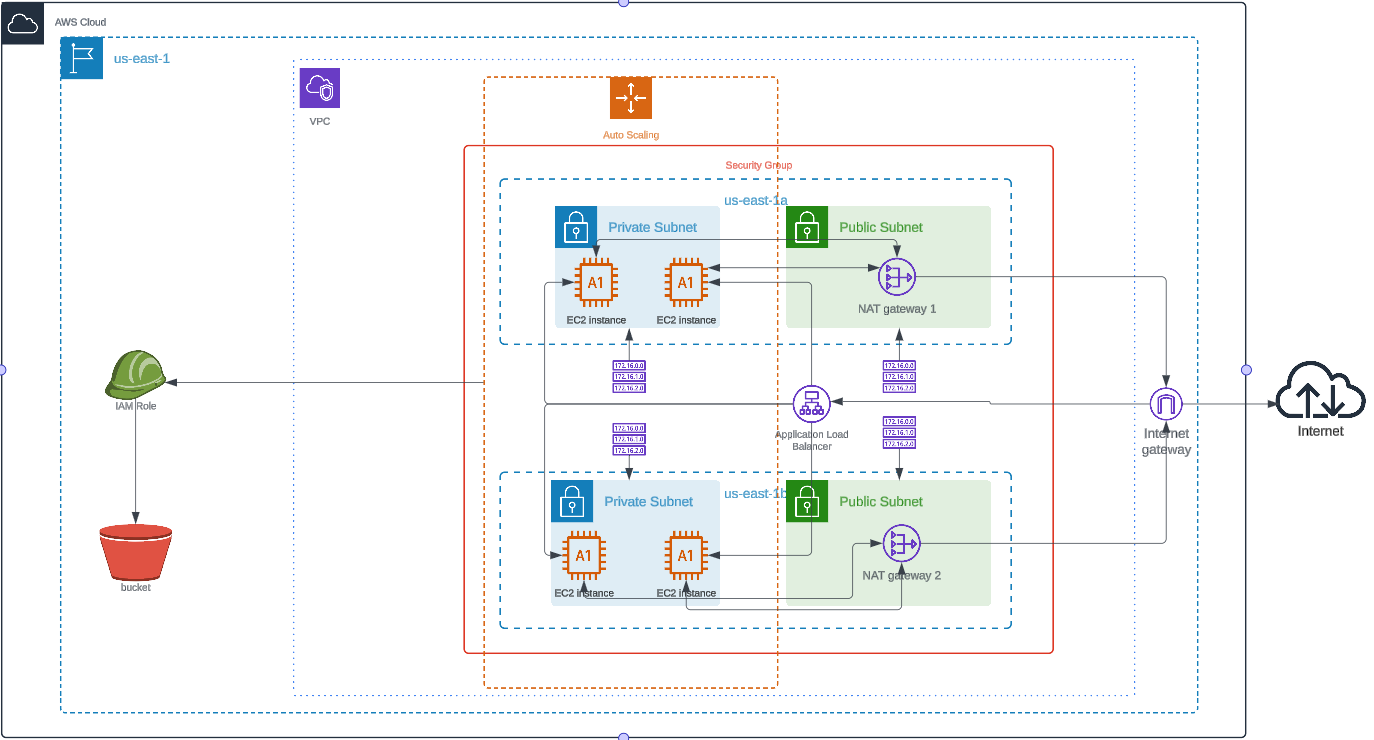 AWS Cloud
us-east-1
VPC
Auto Scaling
Security Group
us-east-1a
Private Subnet
Public Subnet
A1
A1
EC2 instance
EC2 instance
NAT gateway 1
172.16.0.0
172.16.1.0
172.16.2.0
172.16.0.0
172.16.1.0
172.16.2.0
IAM Role
Application Load
Balancer
Internet
gateway
Internet
172.16.0.0
172.16.1.0
172.16.2.0
172.16.0.0
172.16.1.0
172.16.2.0
us-east-1b
Private Subnet
Public Subnet
A1
A1
EC2 instance
EC2 instance
NAT gateway 2
bucket